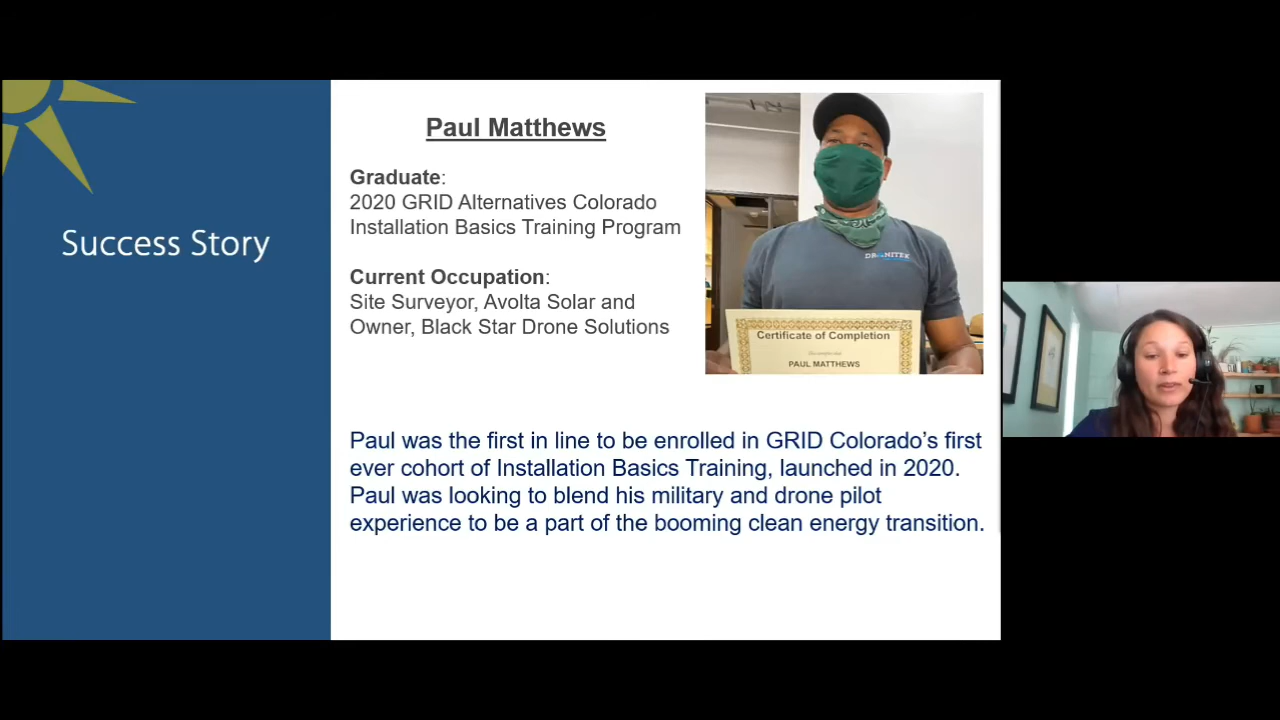 Success Story
Paul Matthews
Graduate:
2020 GRID Alternatives Colorado
Installation Basics Training Program
Current Occupation:
Site Surveyor, Avolta Solar and
Owner, Black Star Drone Solutions
Certificate of Completion
PAUL MATTHEWS
Paul was the first in line to be enrolled in GRID Colorado’s first
ever cohort of Installation Basics Training, launched in 2020.
Paul was looking to blend his military and drone pilot
experience to be a part of the booming clean energy transition.